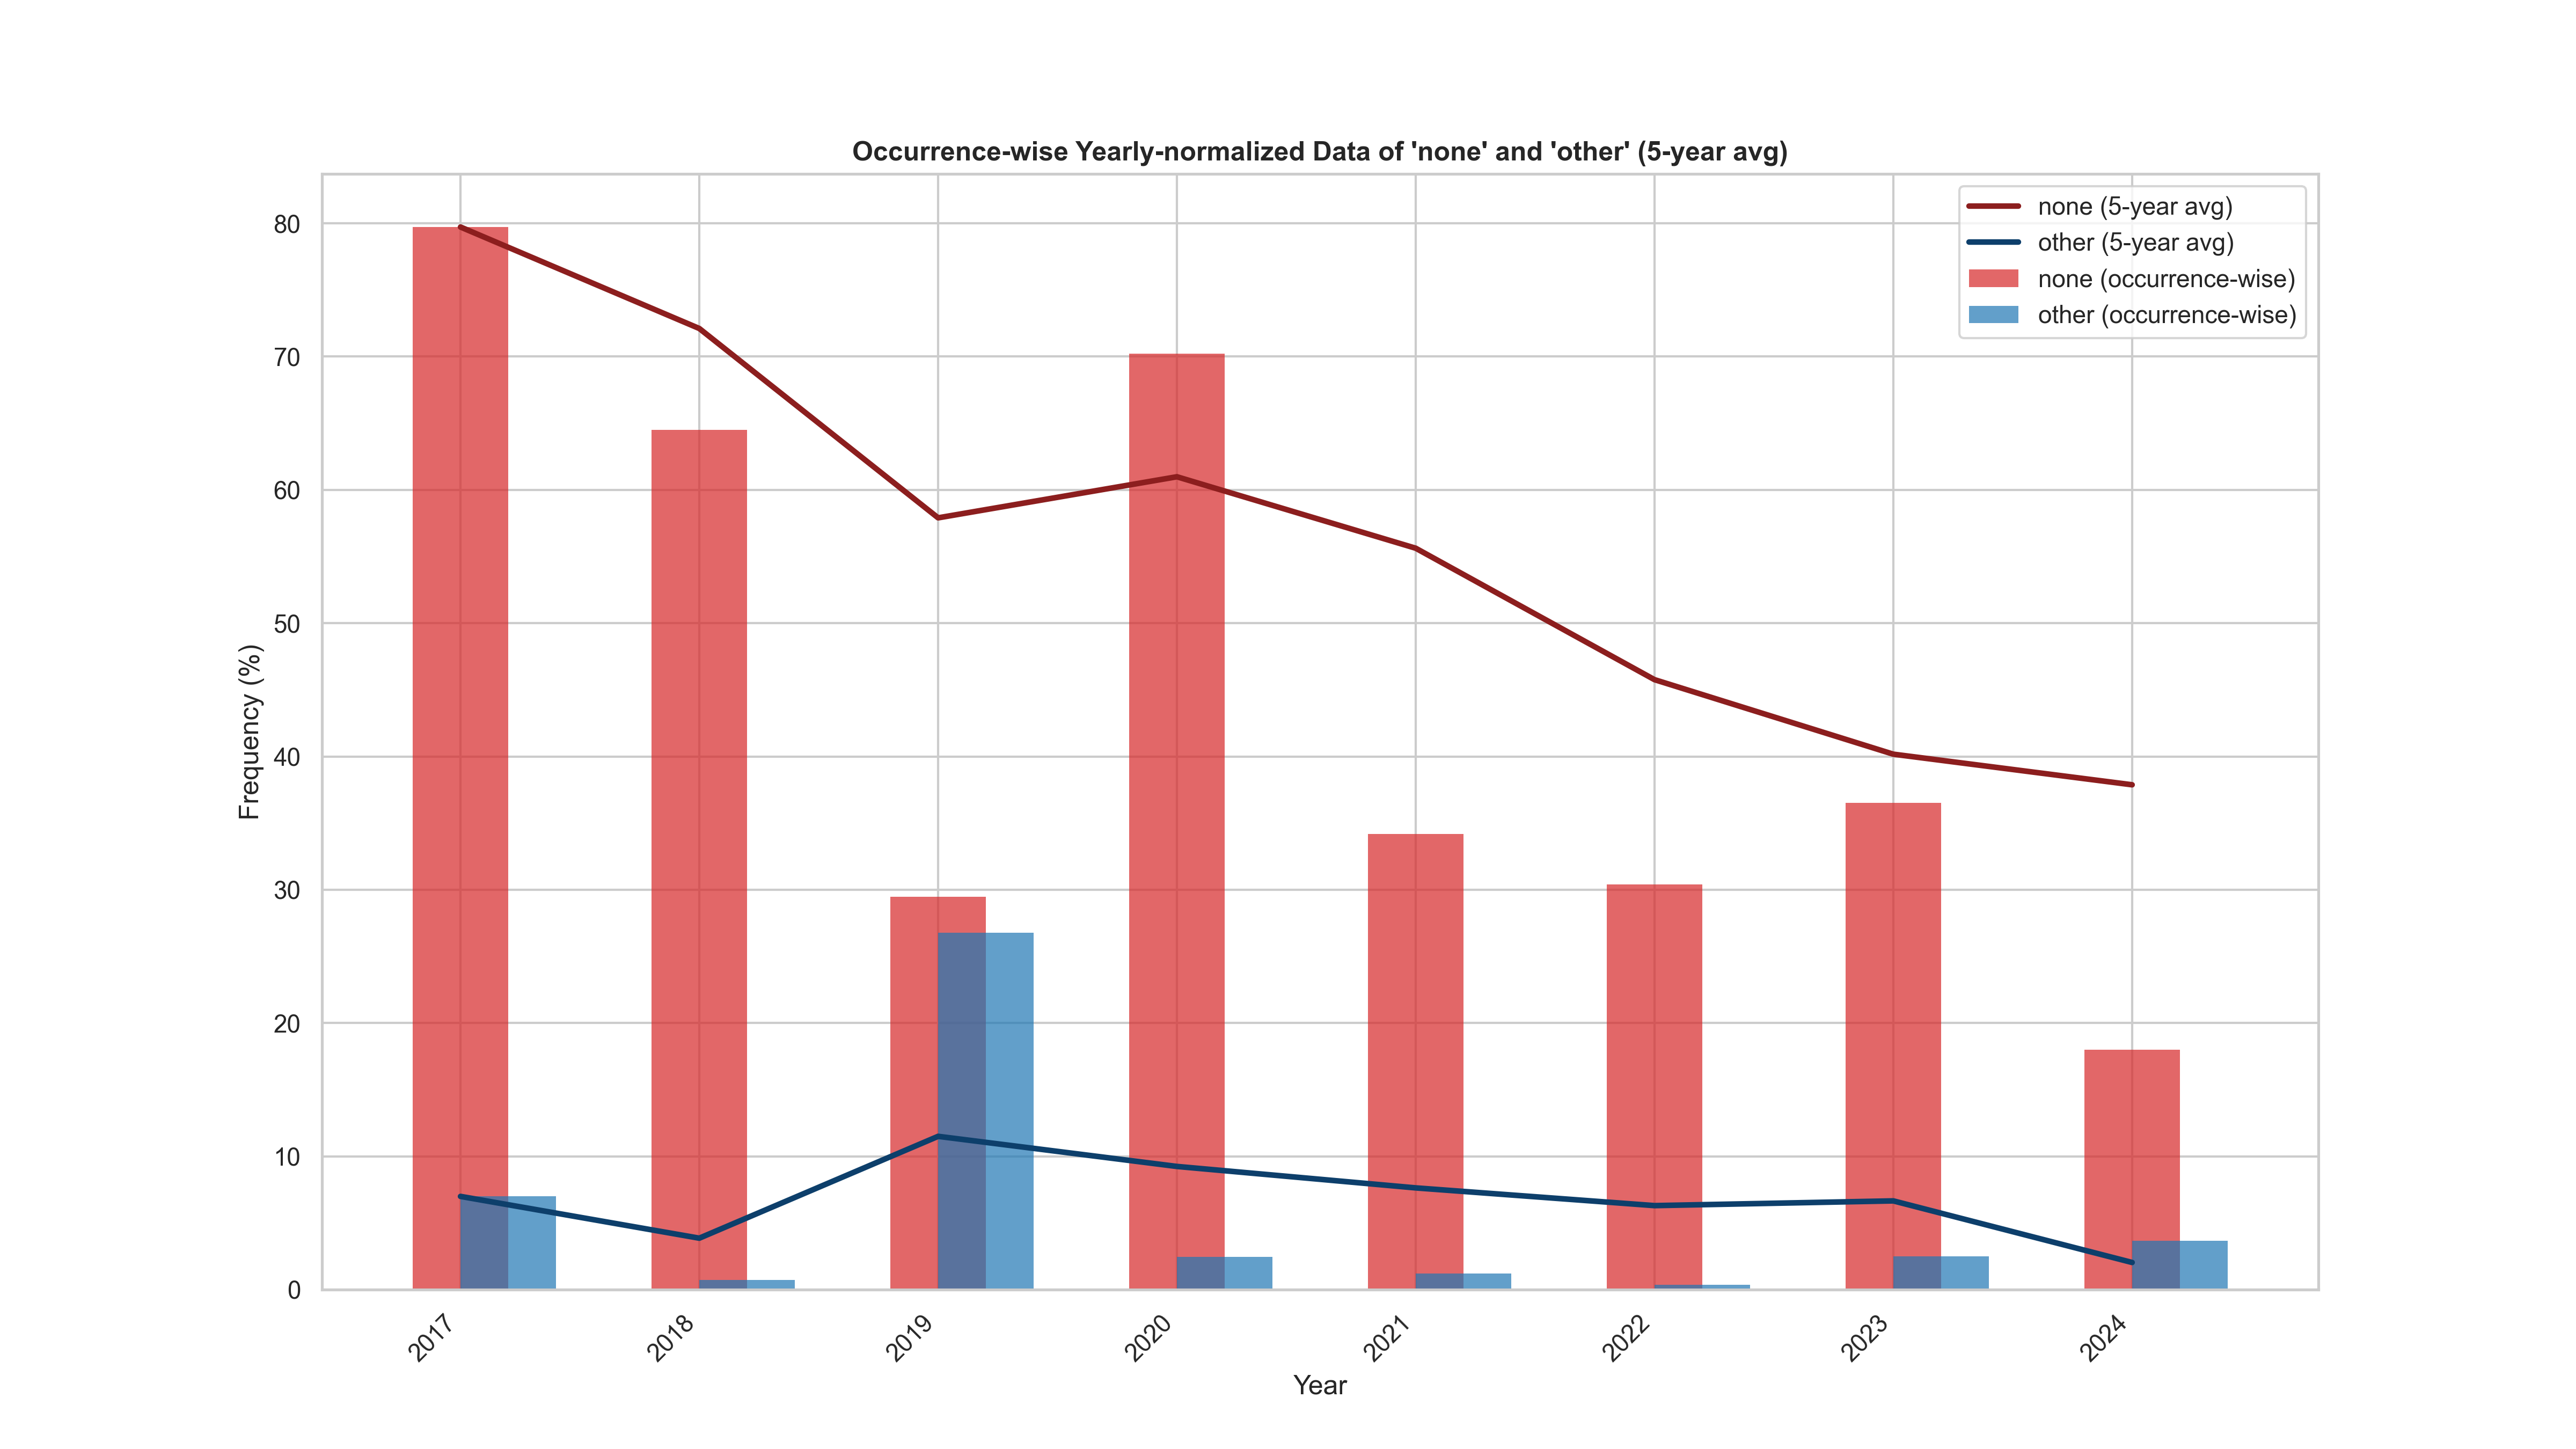 Occurrence-wise Yearly-normalized Data of 'none' and 'other' (5-year avg)
none (5-year avg)
other (5-year avg)
none (occurrence-wise)
other (occurrence-wise)
80
70
60
50
40
30
20
10
0
Frequency (%)
2017
2018
2019
2020
2021
2022
2023
2024
Year